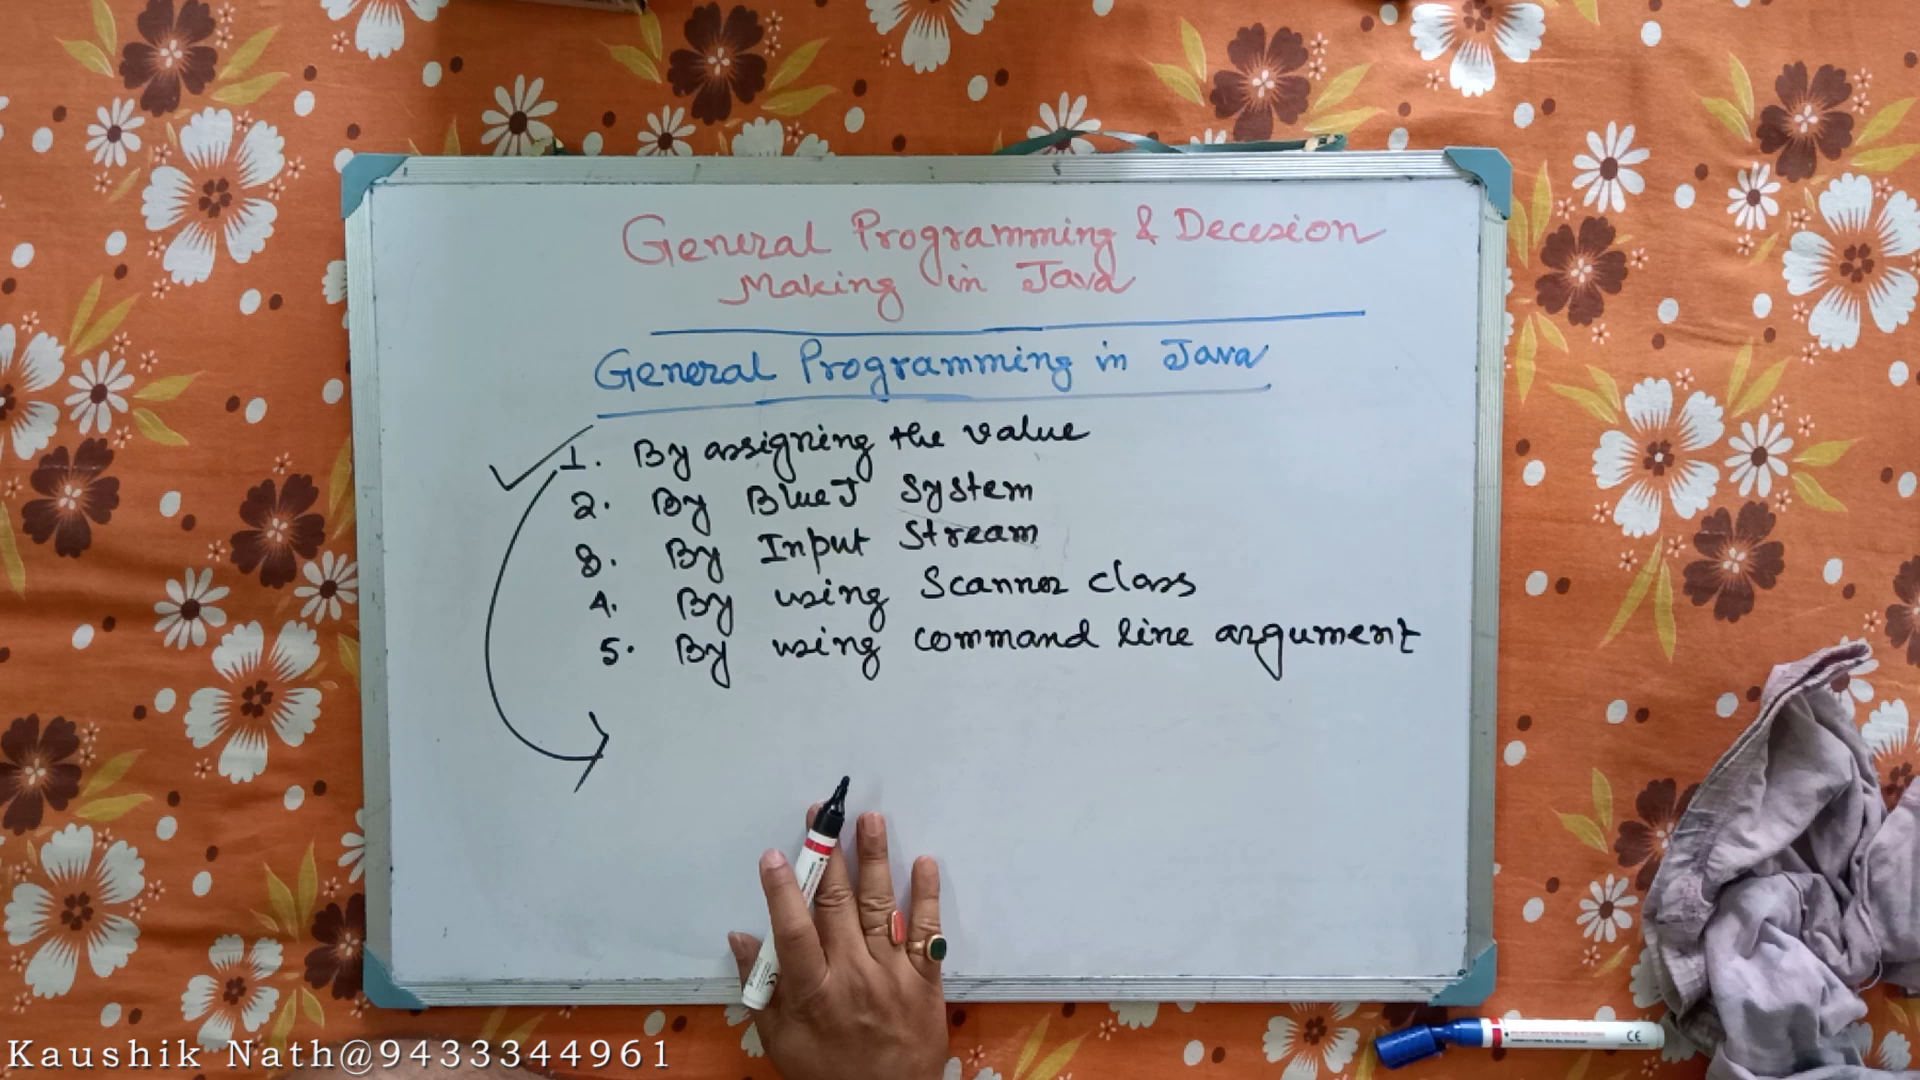 General Programming & Decesion
Making in Java
General Programming in Java
1. By assigning the value
2. By BlueJ System
3. By Input Stream
4. By using Scanner class
5. By using command line argument
Kaushik Nath@9433344961